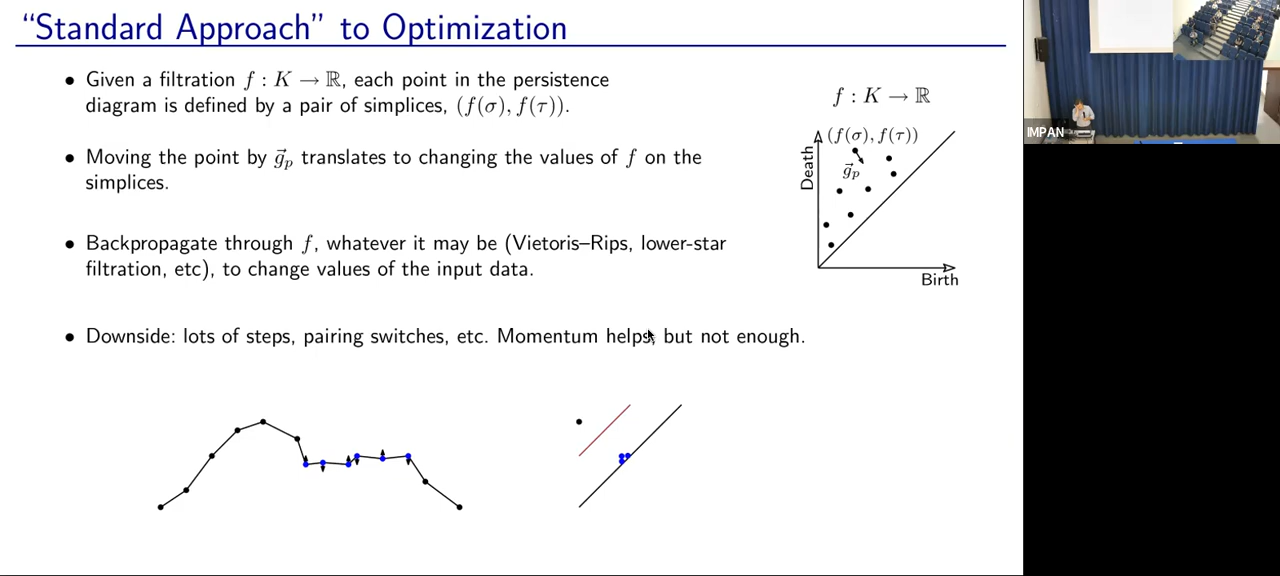 “Standard Approach” to Optimization
• Given a filtration f : K → ℝ, each point in the persistence
diagram is defined by a pair of simplices, (f(σ), f(τ)).
• Moving the point by g⃗ₚ translates to changing the values of f on the
simplices.
• Backpropagate through f, whatever it may be (Vietoris–Rips, lower-star
filtration, etc), to change values of the input data.
• Downside: lots of steps, pairing switches, etc. Momentum helps, but not enough.
f : K → ℝ
(f(σ), f(τ))
Death
g⃗ₚ
Birth
IMPAN